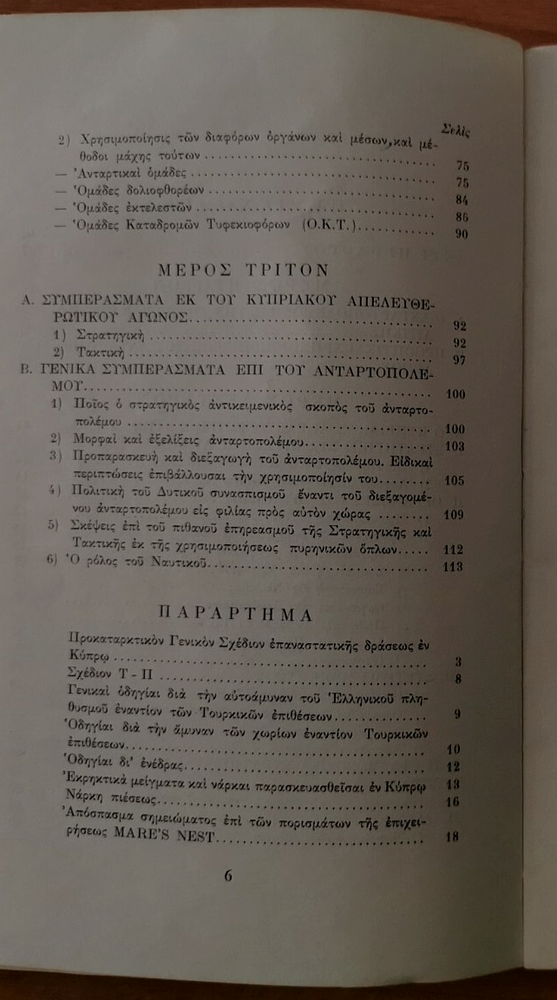 Σελὶς
2) Χρησιμοποίησις τῶν διαφόρων ὀργάνων καὶ μέσων, καὶ μέ-
θοδοι μάχης τούτων ........ 75
— Ἀνταρτικαὶ ὁμάδες ........ 75
— Ὁμάδες δολιοφθορέων ........ 84
— Ὁμάδες ἐκτελεστῶν ........ 86
— Ὁμάδες Καταδρομῶν Τυφεκιοφόρων (Ο.Κ.Τ.) ........ 90
ΜΕΡΟΣ ΤΡΙΤΟΝ
Α. ΣΥΜΠΕΡΑΣΜΑΤΑ ΕΚ ΤΟΥ ΚΥΠΡΙΑΚΟΥ ΑΠΕΛΕΥΘΕ-
ΡΩΤΙΚΟΥ ΑΓΩΝΟΣ ........ 92
1) Στρατηγικὴ ........ 92
2) Τακτικὴ ........ 97
Β. ΓΕΝΙΚΑ ΣΥΜΠΕΡΑΣΜΑΤΑ ΕΠΙ ΤΟΥ ΑΝΤΑΡΤΟΠΟΛΕ-
ΜΟΥ ........ 100
1) Ποῖος ὁ στρατηγικὸς ἀντικειμενικὸς σκοπὸς τοῦ ἀνταρτο-
πολέμου ........ 100
2) Μορφαὶ καὶ ἐξελίξεις ἀνταρτοπολέμου ........ 103
3) Προπαρασκευὴ καὶ διεξαγωγὴ τοῦ ἀνταρτοπολέμου. Εἰδικαὶ
περιπτώσεις ἐπιβάλλουσαι τὴν χρησιμοποίησίν του ........ 105
4) Πολιτικὴ τοῦ Δυτικοῦ συνασπισμοῦ ἔναντι τοῦ διεξαγομέ-
νου ἀνταρτοπολέμου εἰς φιλίας πρὸς αὐτὸν χώρας ........ 109
5) Σκέψεις ἐπὶ τοῦ πιθανοῦ ἐπηρεασμοῦ τῆς Στρατηγικῆς καὶ
Τακτικῆς ἐκ τῆς χρησιμοποιήσεως πυρηνικῶν ὅπλων ..... 112
6) Ὁ ρόλος τοῦ Ναυτικοῦ ........ 113
ΠΑΡΑΡΤΗΜΑ
Προκαταρκτικὸν Γενικὸν Σχέδιον ἐπαναστατικῆς δράσεως ἐν
Κύπρῳ ........ 3
Σχέδιον Τ - Π ........ 8
Γενικαὶ ὁδηγίαι διὰ τὴν αὐτοάμυναν τοῦ Ἑλληνικοῦ πλη-
θυσμοῦ ἐναντίον τῶν Τουρκικῶν ἐπιθέσεων ........ 9
Ὁδηγίαι διὰ τὴν ἄμυναν τῶν χωρίων ἐναντίον Τουρκικῶν
ἐπιθέσεων ........ 10
Ὁδηγίαι δι' ἐνέδρας ........ 12
Ἐκρηκτικὰ μείγματα καὶ νάρκαι παρασκευασθεῖσαι ἐν Κύπρῳ 13
Νάρκη πιέσεως ........ 16
Ἀπόσπασμα σημειώματος ἐπὶ τῶν πορισμάτων τῆς ἐπιχει-
ρήσεως MARE'S NEST ........ 18
6